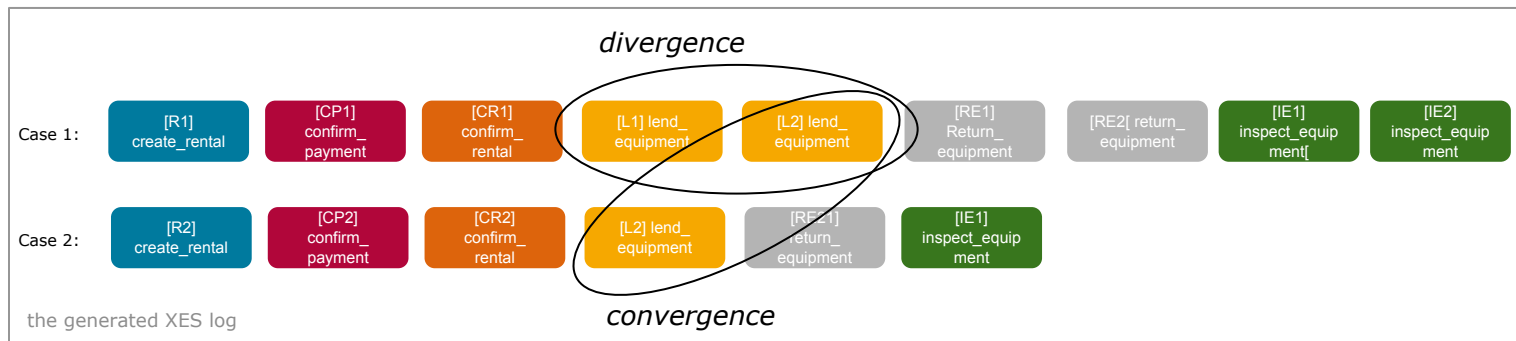 divergence
Case 1:
[R1]
create_rental
[CP1]
confirm_
payment
[CR1]
confirm_
rental
[L1] lend_
equipment
[L2] lend_
equipment
[RE1]
Return_
equipment
[RE2[ return_
equipment
[IE1]
inspect_equip
ment[
[IE2]
inspect_equip
ment
Case 2:
[R2]
create_rental
[CP2]
confirm_
payment
[CR2]
confirm_
rental
[L2] lend_
equipment
[RE21]
return_
equipment
[IE1]
inspect_equip
ment
convergence
the generated XES log